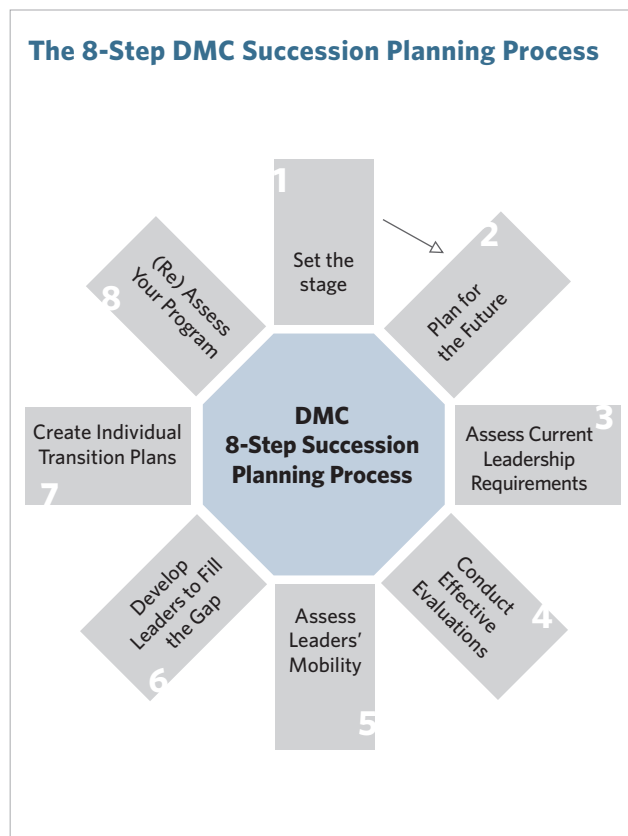 The 8-Step DMC Succession Planning Process
1
Set the
stage
2
Plan for
the Future
3
Assess Current
Leadership
Requirements
4
Conduct
Effective
Evaluations
5
Assess
Leaders’
Mobility
6
Develop
Leaders to Fill
the Gap
7
Create Individual
Transition Plans
8
(Re) Assess
Your Program
DMC
8-Step Succession
Planning Process